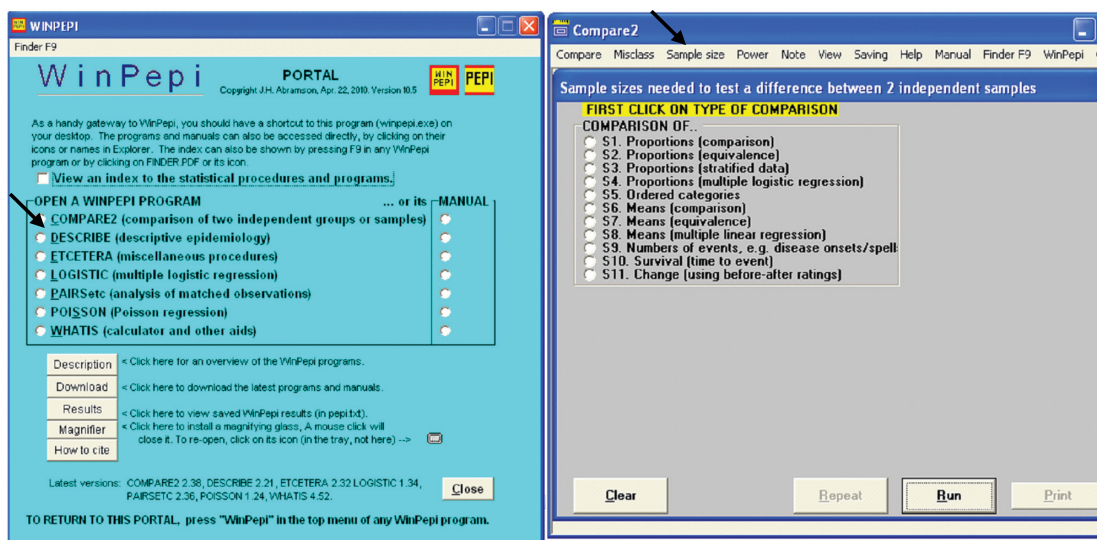 WINPEPI
Finder F9
WinPepi
PORTAL
Copyright J.H. Abramson, Apr. 22, 2010. Version 10.5
WIN PEPI
PEPI
As a handy gateway to WinPepi, you should have a shortcut to this program (winpepi.exe) on
your desktop. The programs and manuals can also be accessed directly, by clicking on their
icons or names in Explorer. The index can also be shown by pressing F9 in any WinPepi
program or by clicking on FINDER.PDF or its icon.
View an index to the statistical procedures and programs.
OPEN A WINPEPI PROGRAM ... or its MANUAL
COMPARE2 (comparison of two independent groups or samples)
DESCRIBE (descriptive epidemiology)
ETCETERA (miscellaneous procedures)
LOGISTIC (multiple logistic regression)
PAIRSetc (analysis of matched observations)
POISSON (Poisson regression)
WHATIS (calculator and other aids)
Description < Click here for an overview of the WinPepi programs.
Download < Click here to download the latest programs and manuals.
Results < Click here to view saved WinPepi results (in pepi.txt).
Magnifier < Click here to install a magnifying glass, A mouse click will
close it. To re-open, click on its icon (in the tray, not here) -->
How to cite
Latest versions: COMPARE2 2.38, DESCRIBE 2.21, ETCETERA 2.32 LOGISTIC 1.34,
PAIRSETC 2.36, POISSON 1.24, WHATIS 4.52.
Close
TO RETURN TO THIS PORTAL, press "WinPepi" in the top menu of any WinPepi program.
Compare2
Compare Misclass Sample size Power Note View Saving Help Manual Finder F9 WinPepi
Sample sizes needed to test a difference between 2 independent samples
FIRST CLICK ON TYPE OF COMPARISON
COMPARISON OF..
S1. Proportions (comparison)
S2. Proportions (equivalence)
S3. Proportions (stratified data)
S4. Proportions (multiple logistic regression)
S5. Ordered categories
S6. Means (comparison)
S7. Means (equivalence)
S8. Means (multiple linear regression)
S9. Numbers of events, e.g. disease onsets/spell
S10. Survival (time to event)
S11. Change (using before-after ratings)
Clear Repeat Run Print